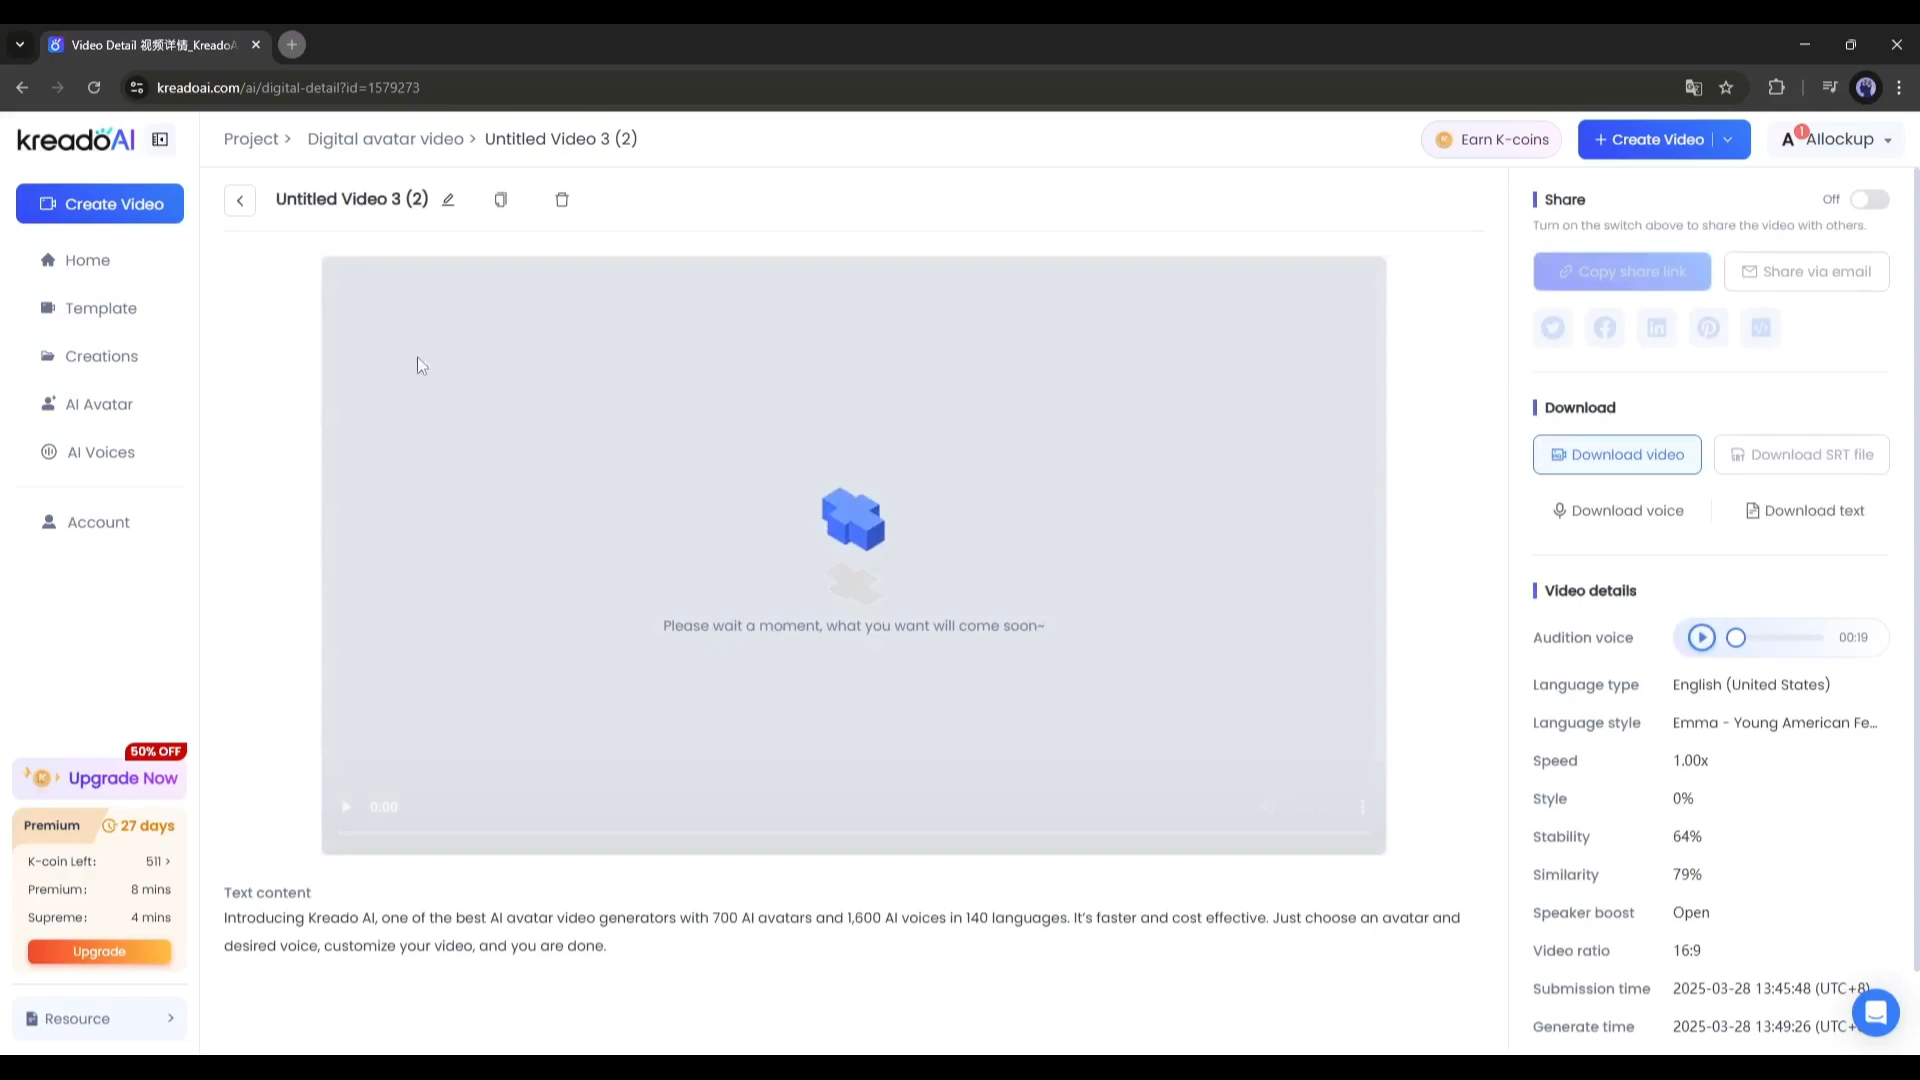 Video Detail 视频详情_KreadoA
kreadoai.com/ai/digital-detail?id=1579273
kreadoAI
Project > Digital avatar video > Untitled Video 3 (2)
Earn K-coins
+ Create Video
A 1 Allockup
Create Video
Home
Template
Creations
AI Avatar
AI Voices
Account
50% OFF
Upgrade Now
Premium 27 days
K-coin Left: 511 >
Premium: 8 mins
Supreme: 4 mins
Upgrade
Resource
Untitled Video 3 (2)
Please wait a moment, what you want will come soon~
0:00
Text content
Introducing Kreado AI, one of the best AI avatar video generators with 700 AI avatars and 1,600 AI voices in 140 languages. It's faster and cost effective. Just choose an avatar and
desired voice, customize your video, and you are done.
Share Off
Turn on the switch above to share the video with others.
Copy share link Share via email
Download
Download video Download SRT file
Download voice Download text
Video details
Audition voice 00:19
Language type English (United States)
Language style Emma - Young American Fe...
Speed 1.00x
Style 0%
Stability 64%
Similarity 79%
Speaker boost Open
Video ratio 16:9
Submission time 2025-03-28 13:45:48 (UTC+8)
Generate time 2025-03-28 13:49:26 (UTC+